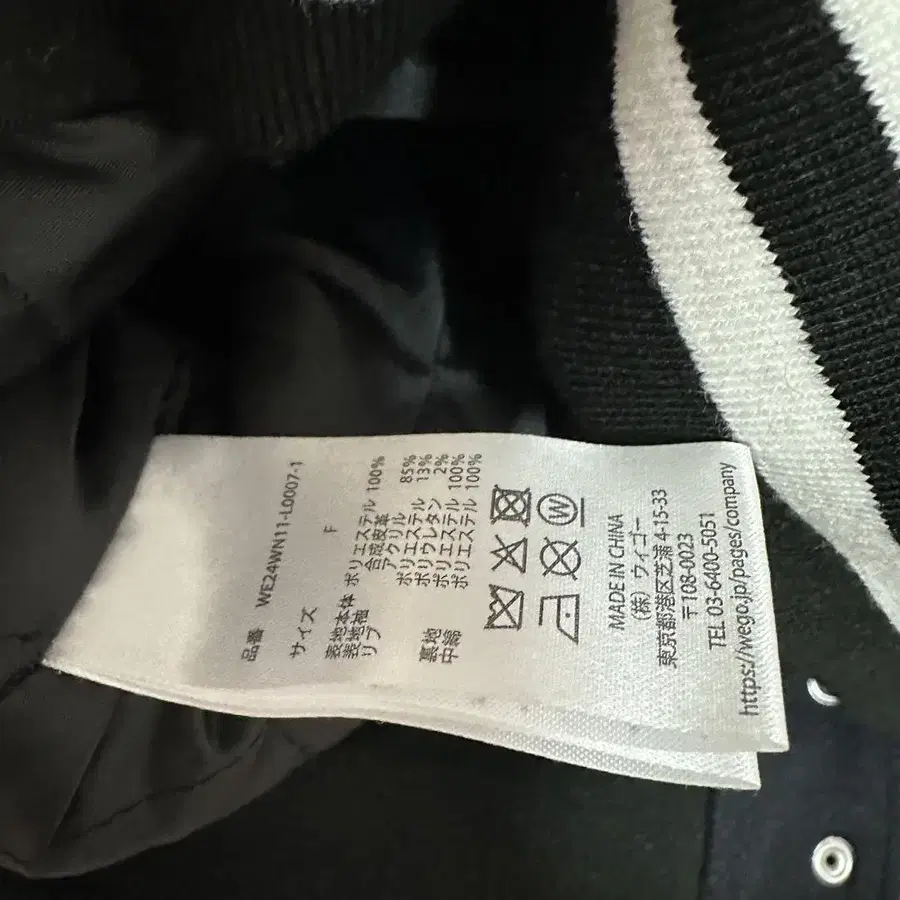 品番 WE24WN11-L0007-1
サイズ F
表地本体 ポリエステル 100%
表地袖 合成皮革
リブ アクリル 85%
ポリエステル 13%
ポリウレタン 2%
裏地 ポリエステル 100%
中綿 ポリエステル 100%
W
MADE IN CHINA
(株) ウィゴー
東京都港区芝浦 4-15-33
〒108-0023
TEL 03-6400-5051
https://wego.jp/pages/company